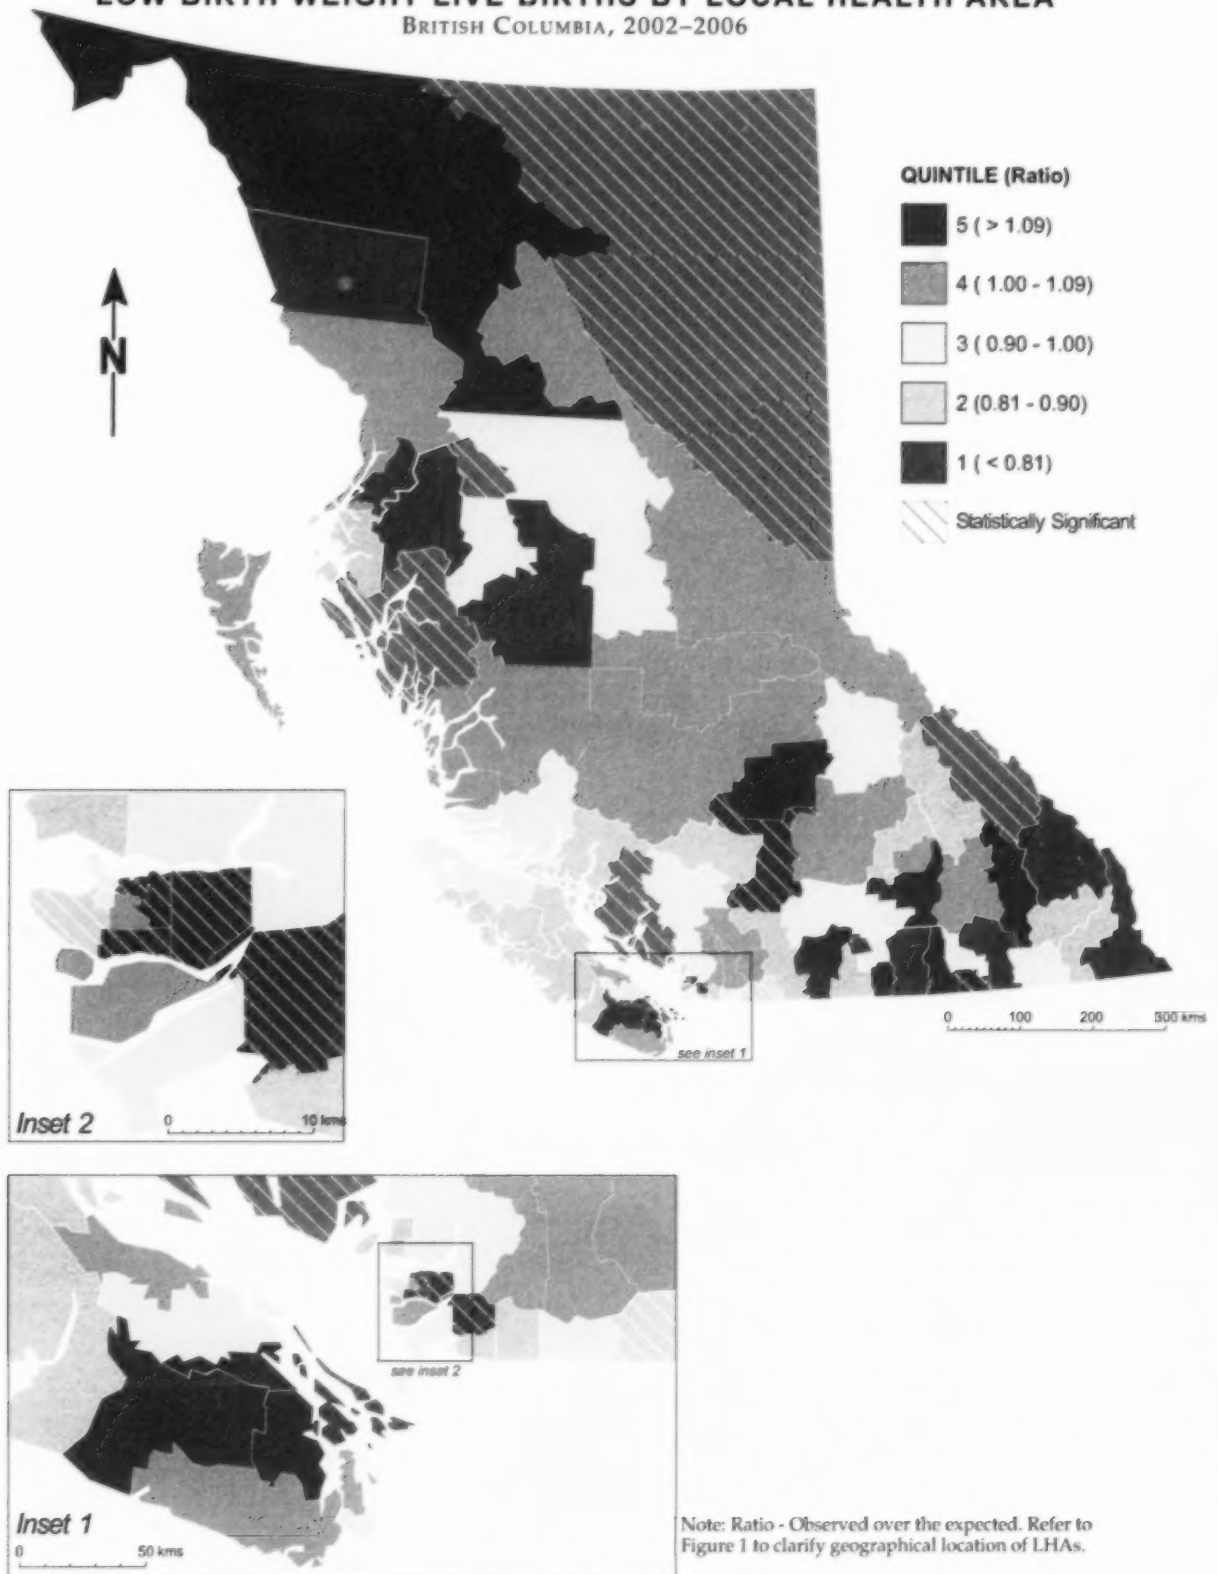 LOW BIRTH WEIGHT LIVE BIRTHS BY LOCAL HEALTH AREA
BRITISH COLUMBIA, 2002–2006
QUINTILE (Ratio)
5 ( > 1.09)
4 ( 1.00 - 1.09)
3 ( 0.90 - 1.00)
2 (0.81 - 0.90)
1 ( < 0.81)
Statistically Significant
N
0 100 200 300 kms
see inset 1
Inset 2
0 10 kms
see inset 2
Inset 1
0 50 kms
Note: Ratio - Observed over the expected. Refer to
Figure 1 to clarify geographical location of LHAs.